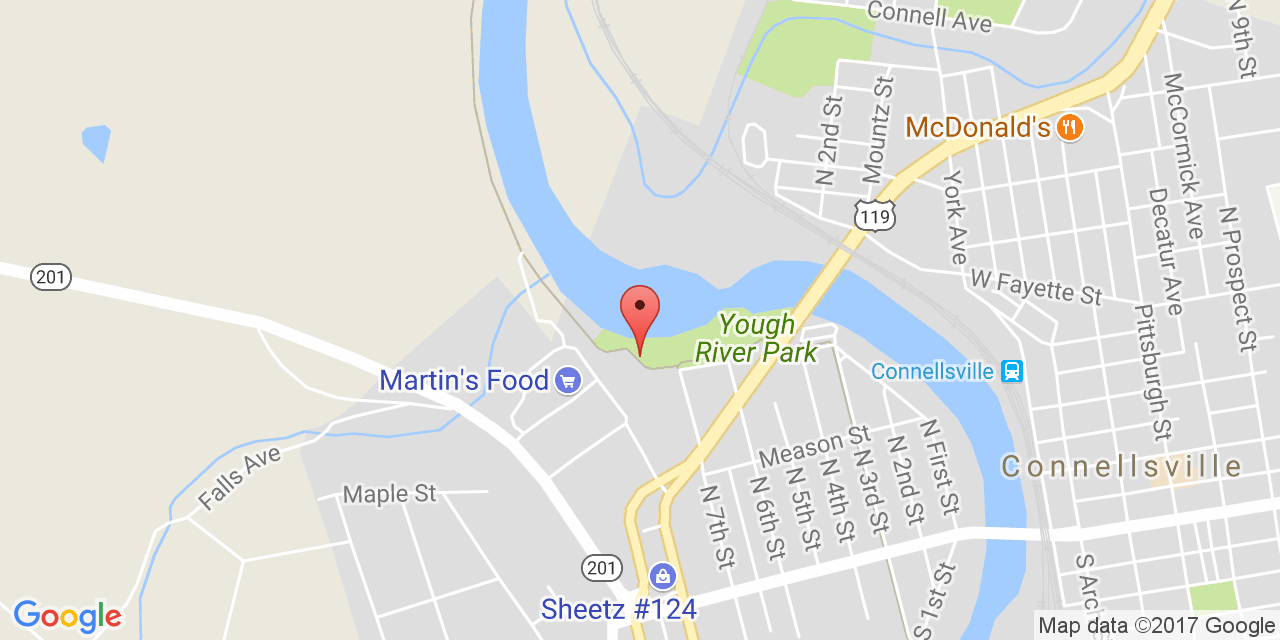 Connell Ave
N 9th St
McDonald's
N 2nd St
Mountz St
McCormick Ave
119
York Ave
Decatur Ave
N Prospect St
201
W Fayette St
Yough
River Park
Pittsburgh St
Connellsville
Martin's Food
Measson St
N First St
N 2nd St
N 3rd St
N 4th St
N 5th St
N 6th St
N 7th St
Connellsville
Falls Ave
Maple St
201
Sheetz #124
S 1st St
S Arch
Google
Map data ©2017 Google